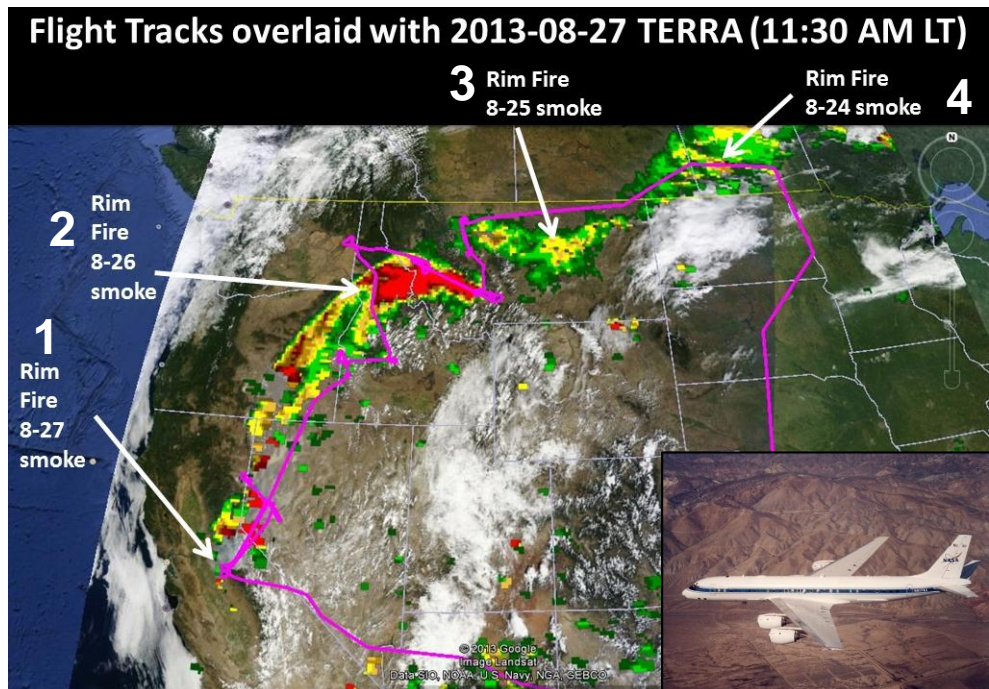 Flight Tracks overlaid with 2013-08-27 TERRA (11:30 AM LT)
3
Rim Fire
8-25 smoke
Rim Fire
8-24 smoke
4
N
2
Rim
Fire
8-26
smoke
1
Rim
Fire
8-27
smoke
NASA
© 2013 Google
Image Landsat
Data SIO, NOAA, U.S. Navy, NGA, GEBCO